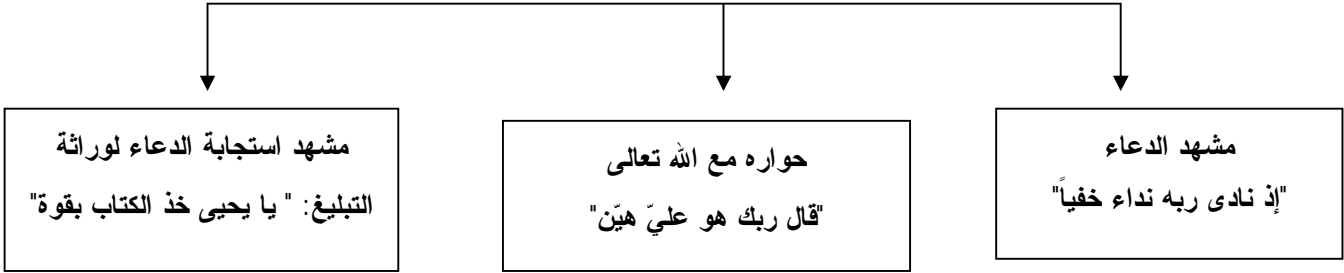 مشهد الدعاء
"إذ نادى ربه نداء خفياً"
حواره مع الله تعالى
"قال ربك هو عليّ هيّن"
مشهد استجابة الدعاء لوراثة
التبليغ: " يا يحيى خذ الكتاب بقوة"